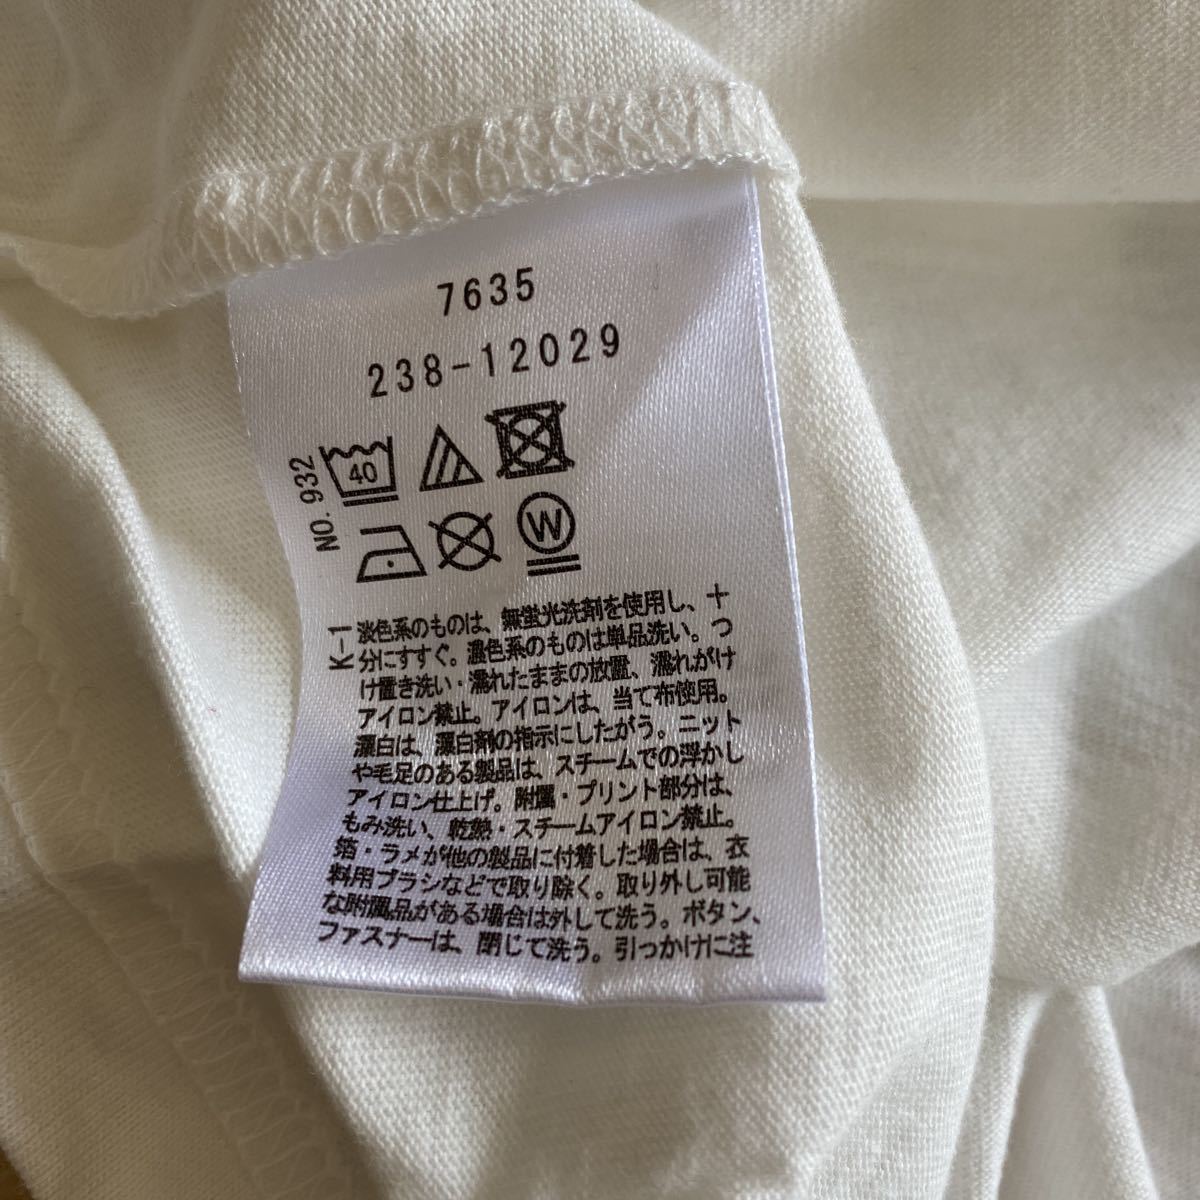 7635
238-12029
NO. 932
40
W
K-1
淡色系のものは、無蛍光洗剤を使用し、十
分にすすぐ。濃色系のものは単品洗い。つ
け置き洗い・濡れたままの放置、濡れがけ
アイロン禁止。アイロンは、当て布使用。
漂白は、漂白剤の指示にしたがう。ニット
や毛足のある製品は、スチームでの浮かし
アイロン仕上げ。附属・プリント部分は、
もみ洗い、乾熱・スチームアイロン禁止。
箔・ラメが他の製品に付着した場合は、衣
料用ブラシなどで取り除く。取り外し可能
な附属品がある場合は外して洗う。ボタン、
ファスナーは、閉じて洗う。引っかけに注